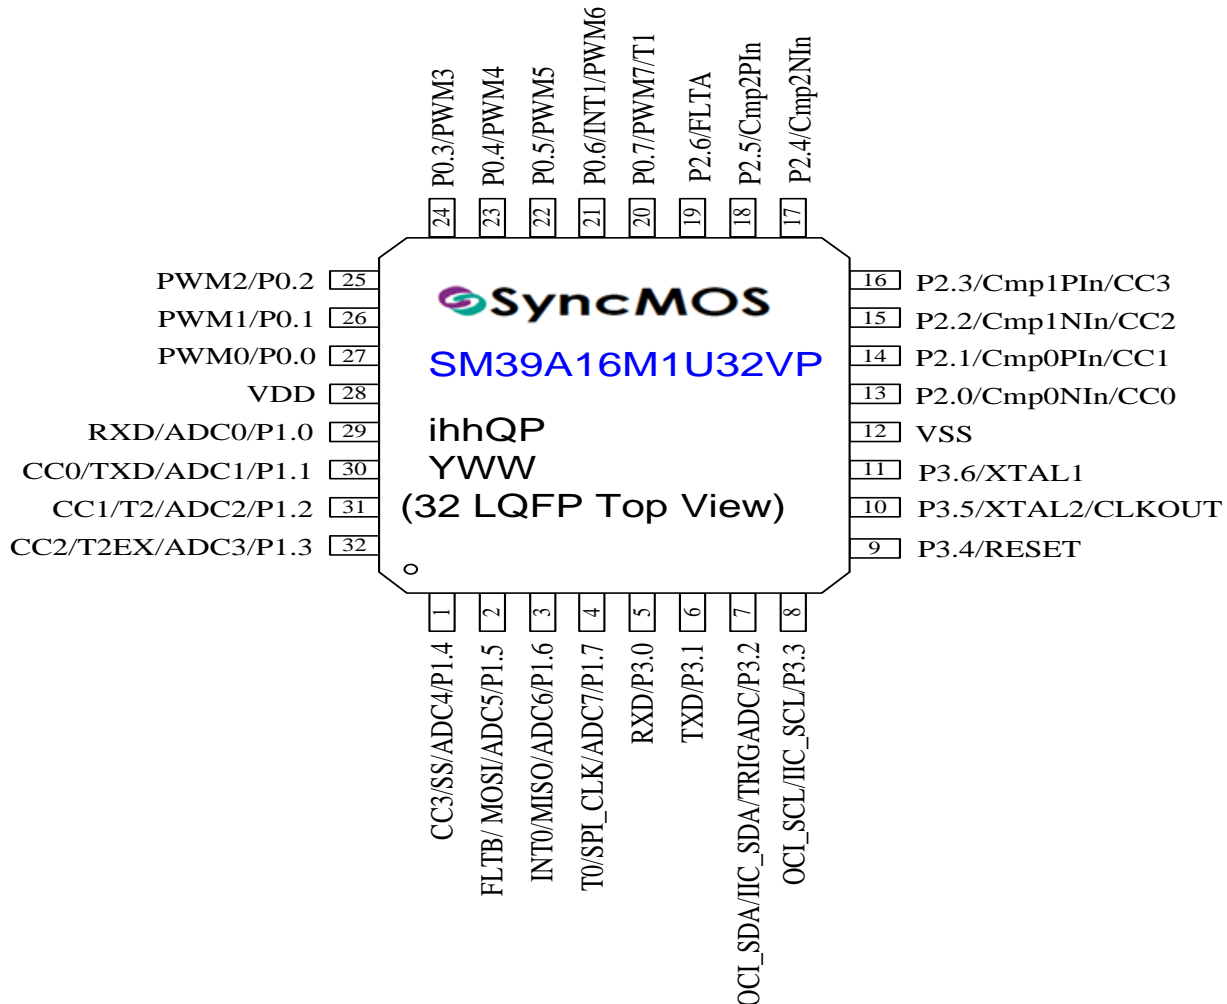 P0.3/PWM3
P0.4/PWM4
P0.5/PWM5
P0.6/INT1/PWM6
P0.7/PWM7/T1
P2.6/FLTA
P2.5/Cmp2PIn
P2.4/Cmp2NIn
24
23
22
21
20
19
18
17
PWM2/P0.2 25
PWM1/P0.1 26
PWM0/P0.0 27
VDD 28
RXD/ADC0/P1.0 29
CC0/TXD/ADC1/P1.1 30
CC1/T2/ADC2/P1.2 31
CC2/T2EX/ADC3/P1.3 32
SyncMOS
SM39A16M1U32VP
ihhQP
YWW
(32 LQFP Top View)
16 P2.3/Cmp1PIn/CC3
15 P2.2/Cmp1NIn/CC2
14 P2.1/Cmp0PIn/CC1
13 P2.0/Cmp0NIn/CC0
12 VSS
11 P3.6/XTAL1
10 P3.5/XTAL2/CLKOUT
9 P3.4/RESET
1
2
3
4
5
6
7
8
CC3/SS/ADC4/P1.4
FLTB/ MOSI/ADC5/P1.5
INT0/MISO/ADC6/P1.6
T0/SPI_CLK/ADC7/P1.7
RXD/P3.0
TXD/P3.1
OCI_SDA/IIC_SDA/TRIGADC/P3.2
OCI_SCL/IIC_SCL/P3.3